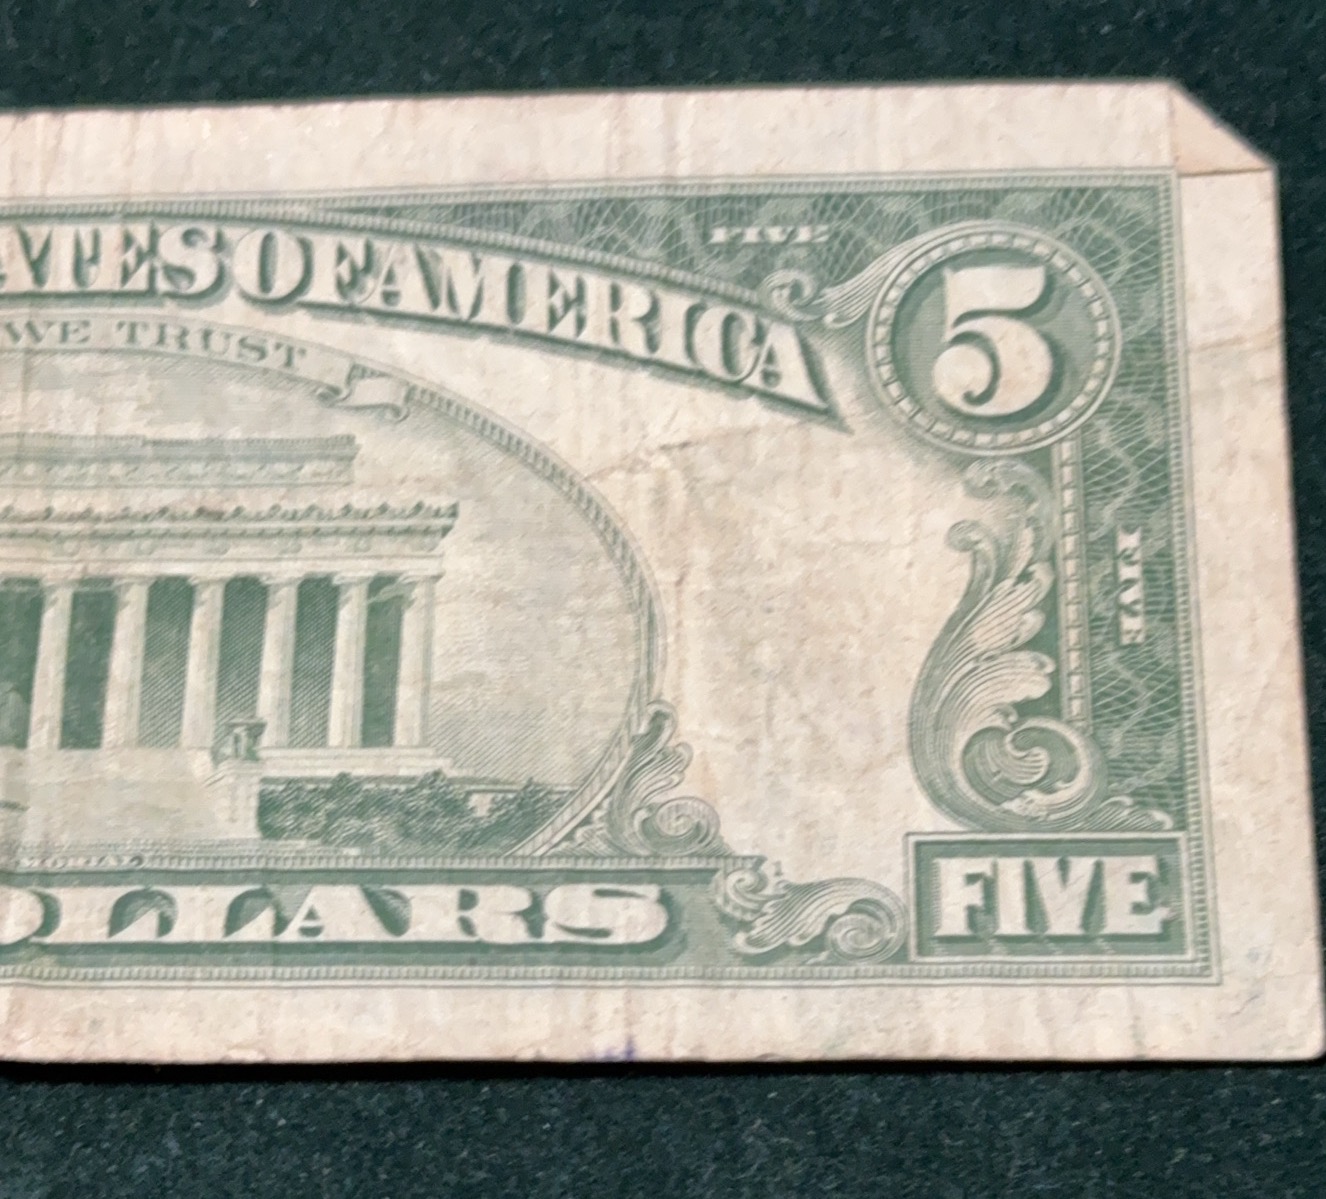 FIVE
ATES OF AMERICA
5
WE TRUST
FIVE
OLLARS
FIVE